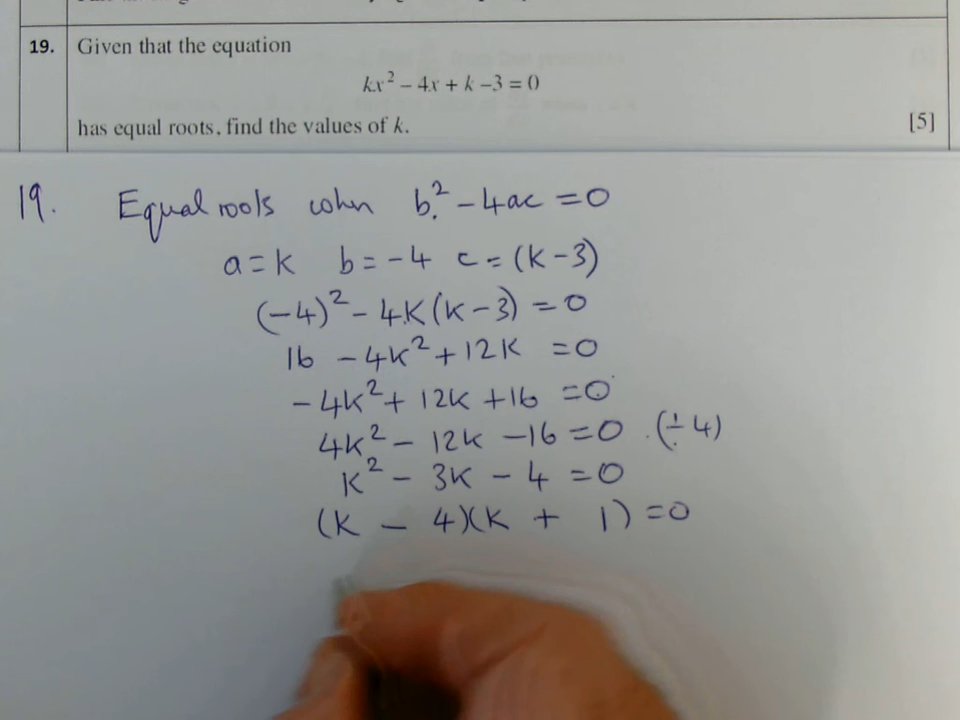 19. Given that the equation
kx² – 4x + k –3 = 0
has equal roots, find the values of k. [5]
19. Equal roots when b² – 4ac = 0
a = k b = –4 c = (k – 3)
(–4)² – 4k(k – 3) = 0
16 – 4k² + 12k = 0
– 4k² + 12k + 16 = 0
4k² – 12k – 16 = 0 (÷ 4)
k² – 3k – 4 = 0
(k – 4)(k + 1) = 0